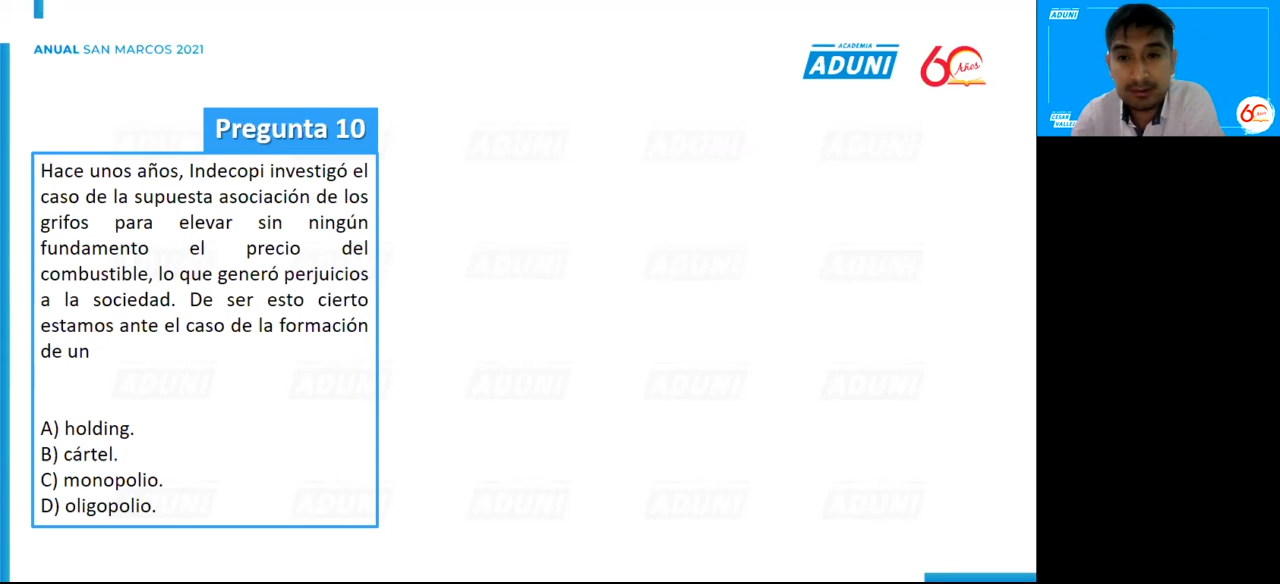 ANUAL SAN MARCOS 2021
ACADEMIA
ADUNI
60
Años
Pregunta 10
Hace unos años, Indecopi investigó el
caso de la supuesta asociación de los
grifos para elevar sin ningún
fundamento el precio del
combustible, lo que generó perjuicios
a la sociedad. De ser esto cierto
estamos ante el caso de la formación
de un
A) holding.
B) cártel.
C) monopolio.
D) oligopolio.
ADUNI
CESAR
VALLEJO
60